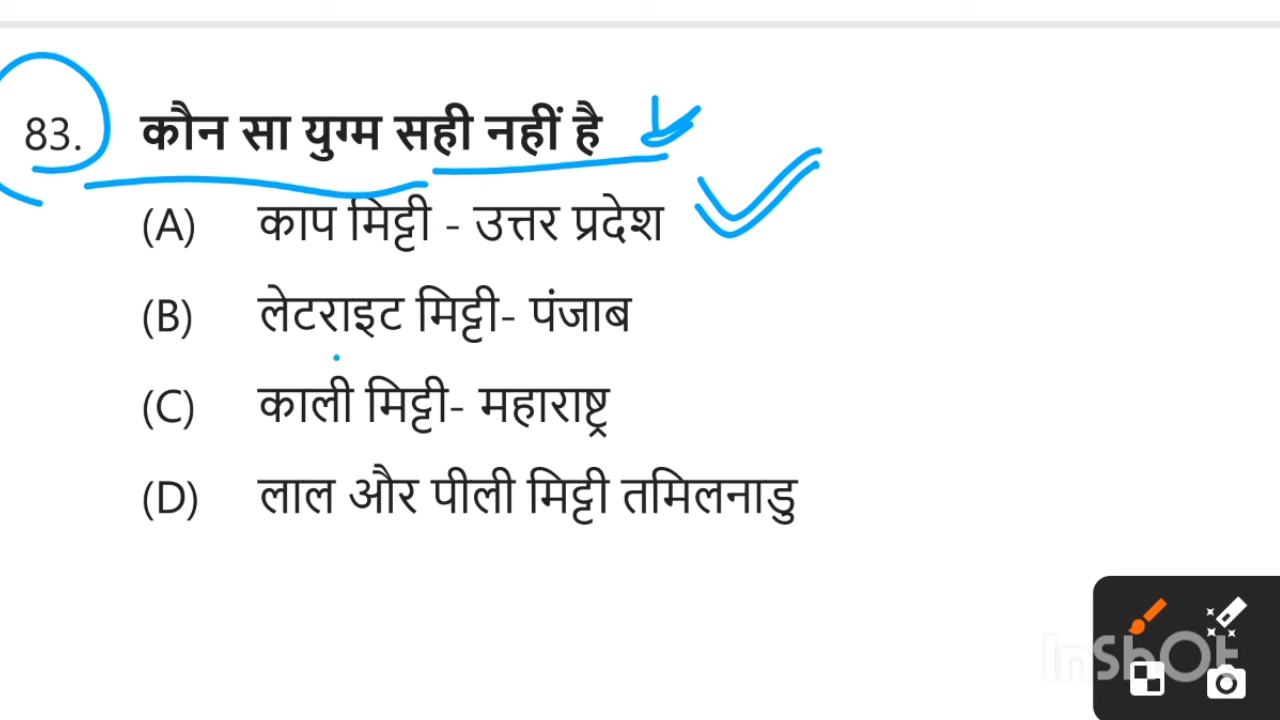 83. कौन सा युग्म सही नहीं है
(A) काप मिट्टी - उत्तर प्रदेश
(B) लेटराइट मिट्टी- पंजाब
(C) काली मिट्टी- महाराष्ट्र
(D) लाल और पीली मिट्टी तमिलनाडु
InShOt